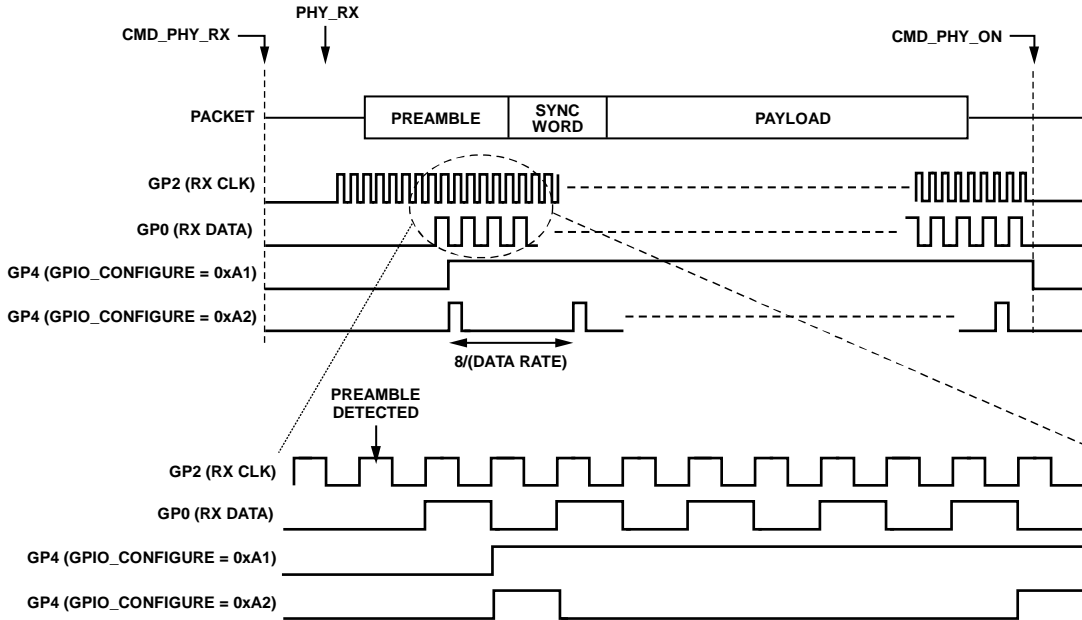 PHY_RX
CMD_PHY_RX
CMD_PHY_ON
PACKET
PREAMBLE
SYNC
WORD
PAYLOAD
GP2 (RX CLK)
GP0 (RX DATA)
GP4 (GPIO_CONFIGURE = 0xA1)
GP4 (GPIO_CONFIGURE = 0xA2)
8/(DATA RATE)
PREAMBLE
DETECTED
GP2 (RX CLK)
GP0 (RX DATA)
GP4 (GPIO_CONFIGURE = 0xA1)
GP4 (GPIO_CONFIGURE = 0xA2)